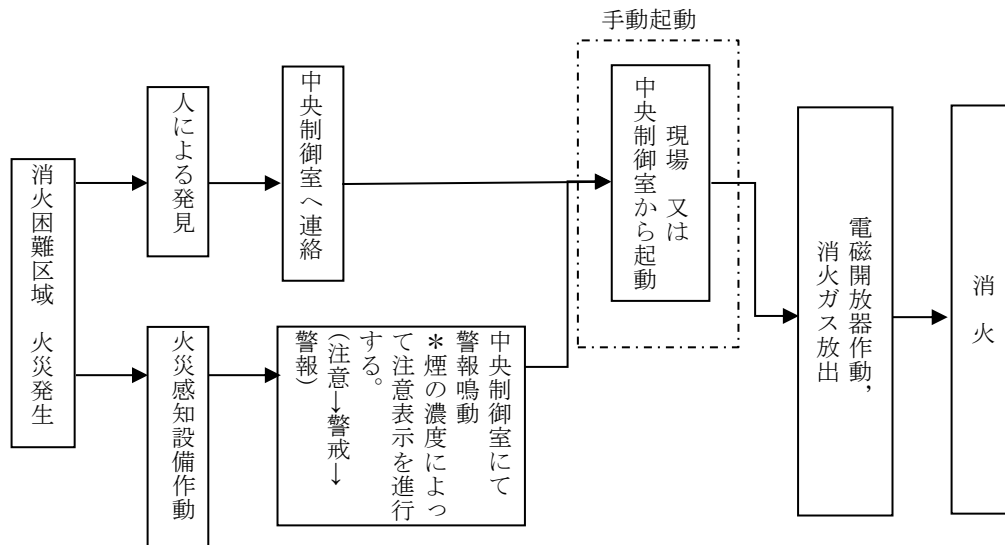 手動起動
消火困難区域　火災発生
人による発見
中央制御室へ連絡
現場　又は
中央制御室から起動
火災感知設備作動
中央制御室にて
警報鳴動
＊煙の濃度によっ
て注意表示を進行
する。
（注意→警戒→
警報）
電磁開放器作動，
消火ガス放出
消　火